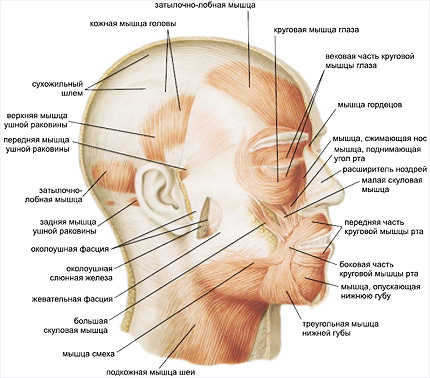 затылочно-лобная мышца
кожная мышца головы
круговая мышца глаза
вековая часть круговой
мышцы глаза
сухожильный
шлем
мышца гордецов
верхняя мышца
ушной раковины
передняя мышца
ушной раковины
мышца, сжимающая нос
мышца, поднимающая
угол рта
расширитель ноздрей
малая скуловая
мышца
затылочно-
лобная мышца
задняя мышца
ушной раковины
передняя часть
круговой мышцы рта
околоушная фасция
околоушная
слюнная железа
боковая часть
круговой мышцы рта
жевательная фасция
мышца, опускающая
нижнюю губу
большая
скуловая мышца
треугольная мышца
нижней губы
мышца смеха
подкожная мышца шеи